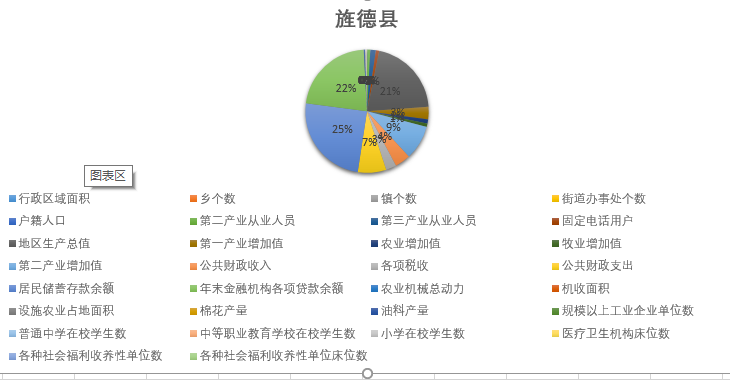 旌德县
22%
21%
3%
1%
9%
4%
3%
7%
25%
图表区
行政区域面积 乡个数 镇个数 街道办事处个数
户籍人口 第二产业从业人员 第三产业从业人员 固定电话用户
地区生产总值 第一产业增加值 农业增加值 牧业增加值
第二产业增加值 公共财政收入 各项税收 公共财政支出
居民储蓄存款余额 年末金融机构各项贷款余额 农业机械总动力 机收面积
设施农业占地面积 棉花产量 油料产量 规模以上工业企业单位数
普通中学在校学生数 中等职业教育学校在校学生数 小学在校学生数 医疗卫生机构床位数
各种社会福利收养性单位数 各种社会福利收养性单位床位数